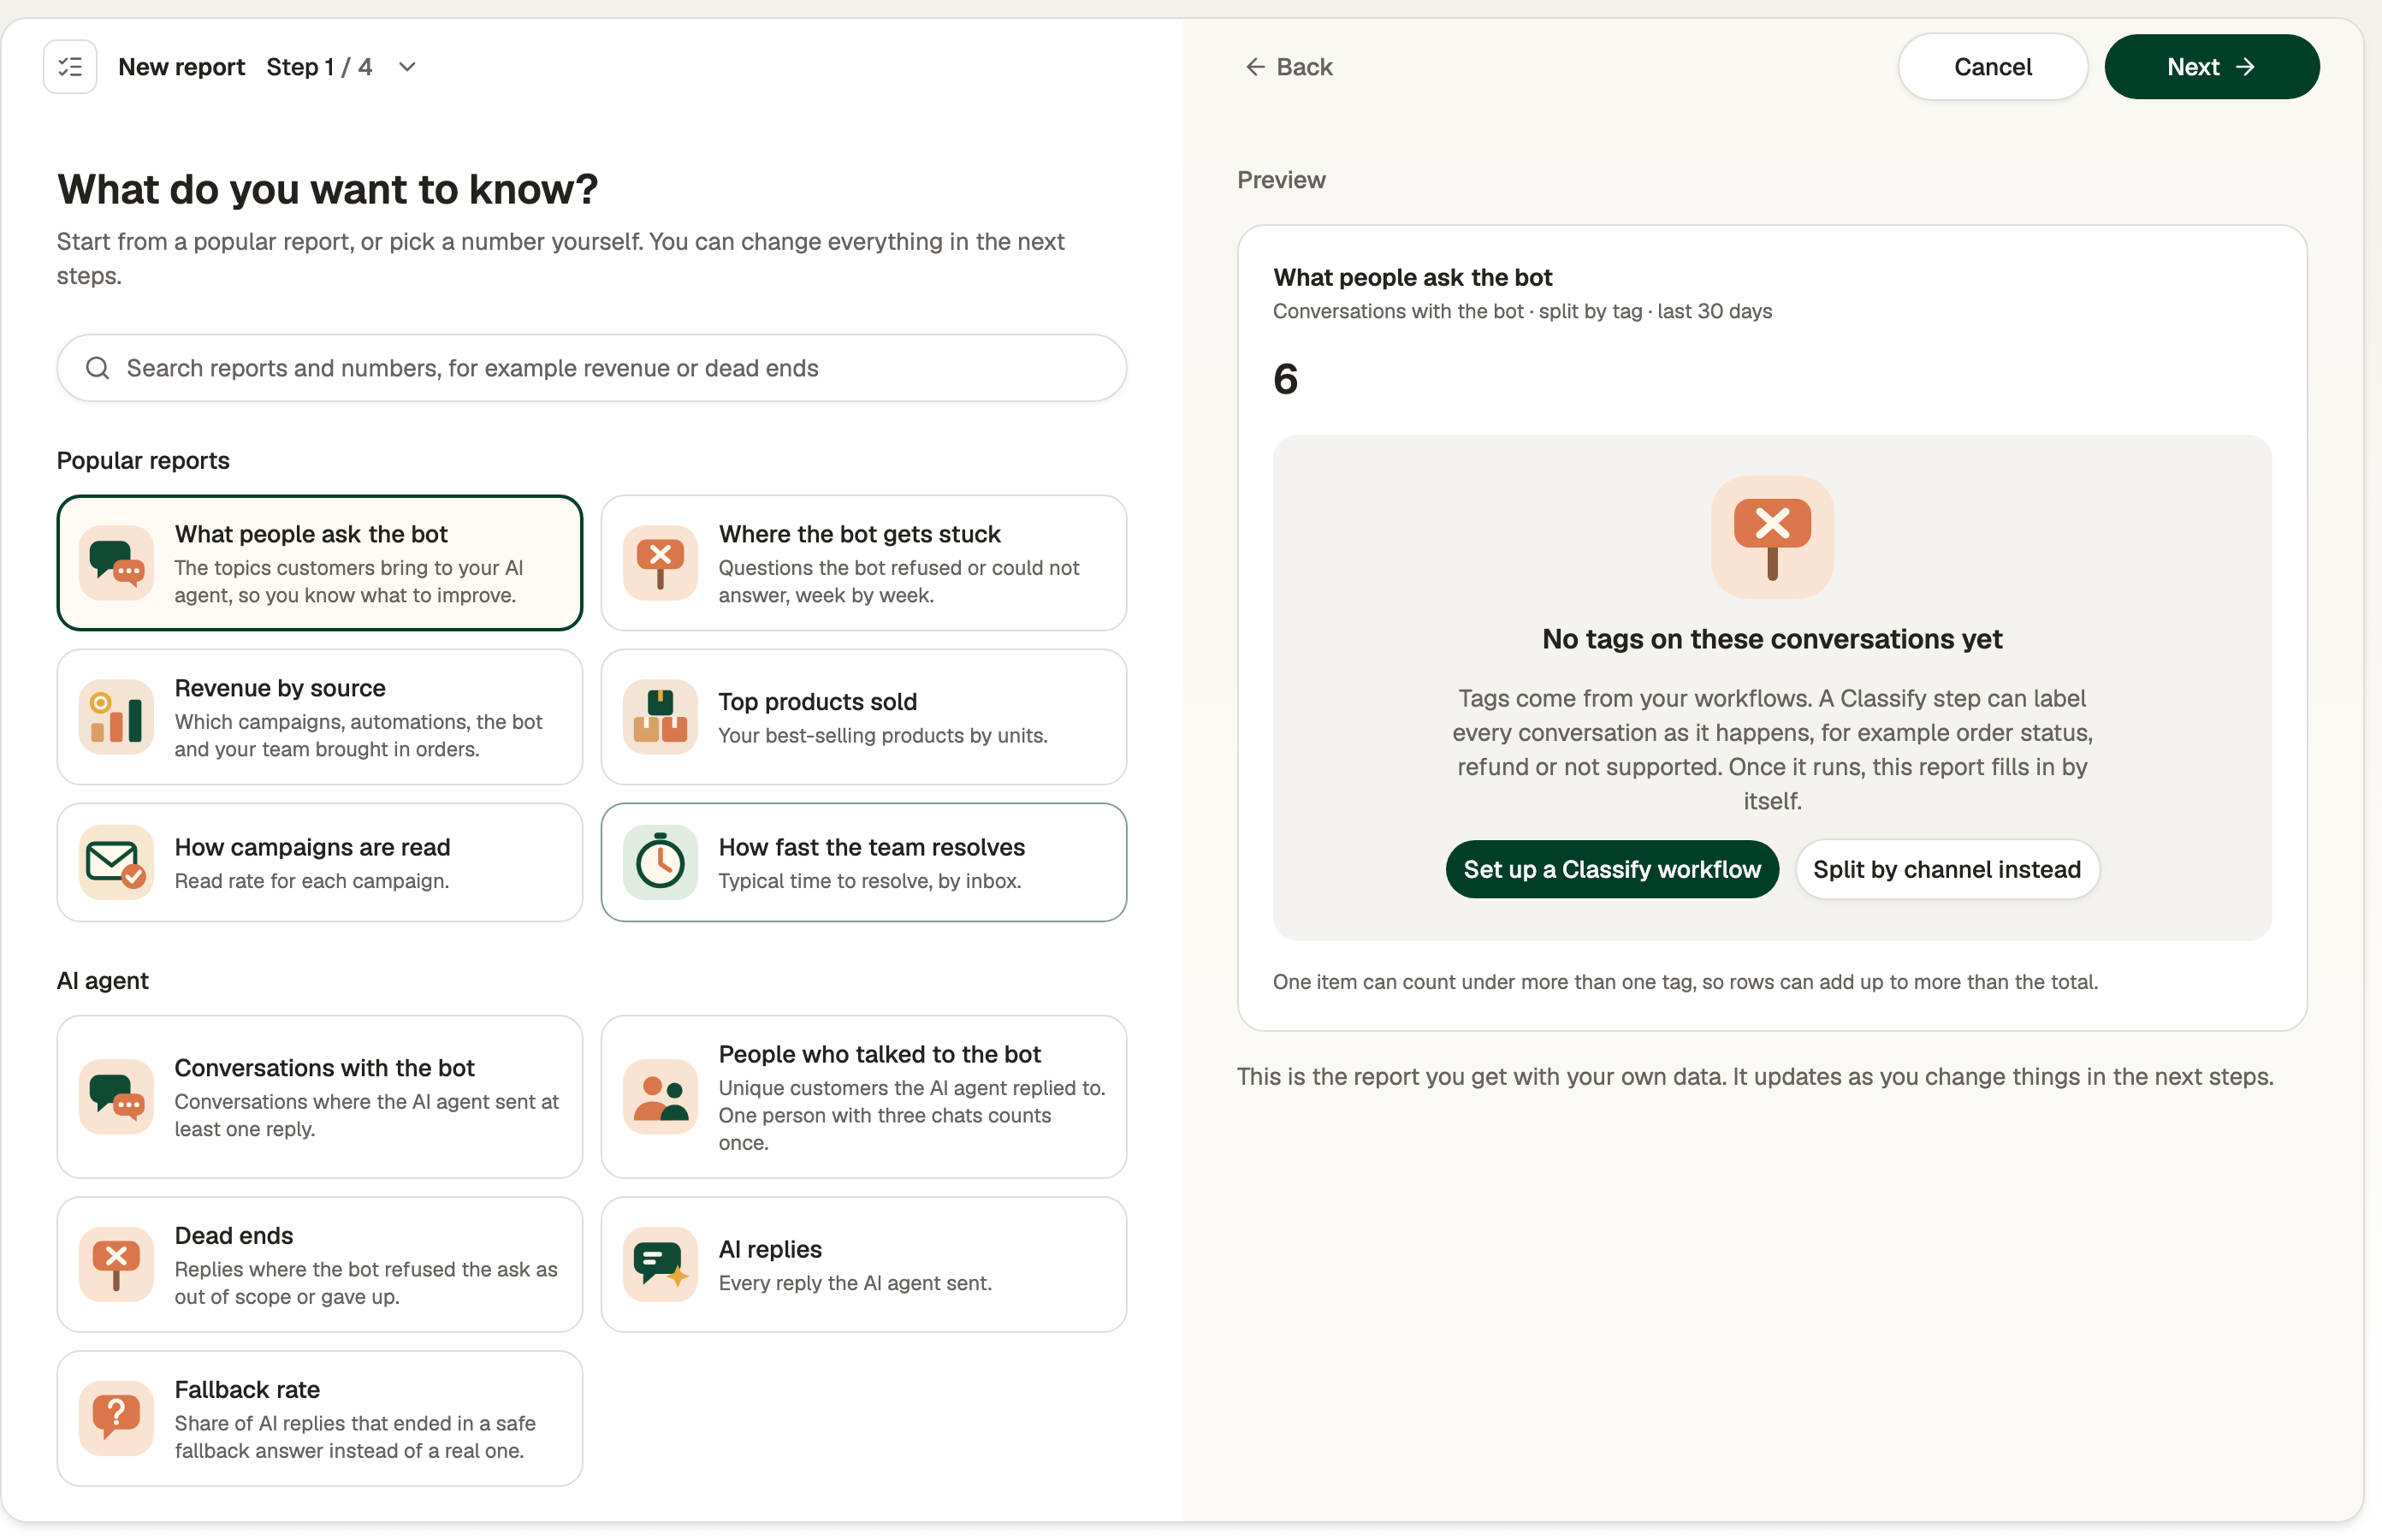 New report Step 1 / 4
Back
Cancel
Next
What do you want to know?
Start from a popular report, or pick a number yourself. You can change everything in the next
steps.
Search reports and numbers, for example revenue or dead ends
Popular reports
What people ask the bot
The topics customers bring to your AI
agent, so you know what to improve.
Where the bot gets stuck
Questions the bot refused or could not
answer, week by week.
Revenue by source
Which campaigns, automations, the bot
and your team brought in orders.
Top products sold
Your best-selling products by units.
How campaigns are read
Read rate for each campaign.
How fast the team resolves
Typical time to resolve, by inbox.
AI agent
Conversations with the bot
Conversations where the AI agent sent at
least one reply.
People who talked to the bot
Unique customers the AI agent replied to.
One person with three chats counts
once.
Dead ends
Replies where the bot refused the ask as
out of scope or gave up.
AI replies
Every reply the AI agent sent.
Fallback rate
Share of AI replies that ended in a safe
fallback answer instead of a real one.
Preview
What people ask the bot
Conversations with the bot · split by tag · last 30 days
6
No tags on these conversations yet
Tags come from your workflows. A Classify step can label
every conversation as it happens, for example order status,
refund or not supported. Once it runs, this report fills in by
itself.
Set up a Classify workflow
Split by channel instead
One item can count under more than one tag, so rows can add up to more than the total.
This is the report you get with your own data. It updates as you change things in the next steps.